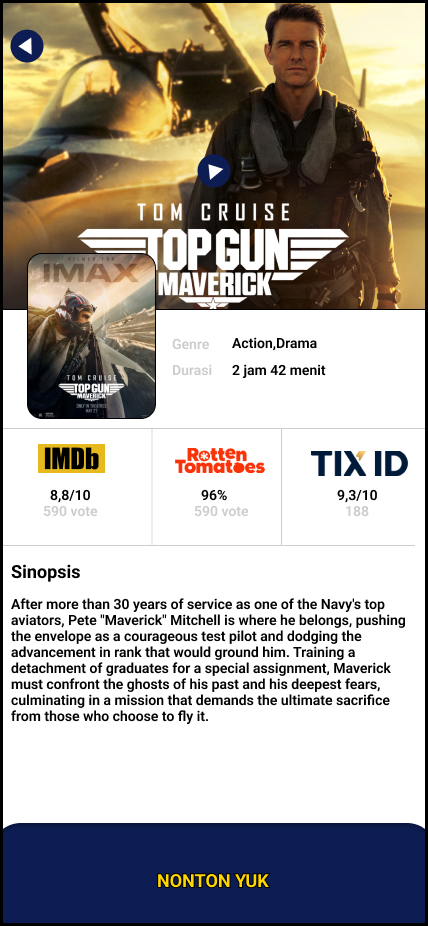 TOM CRUISE
TOP GUN
MAVERICK
IMAX
TOM CRUISE
TOP GUN
MAVERICK
Genre
Action,Drama
Durasi
2 jam 42 menit
IMDb
Rotten
Tomatoes
TIX ID
8,8/10
96%
9,3/10
590 vote
590 vote
188
Sinopsis
After more than 30 years of service as one of the Navy's top
aviators, Pete "Maverick" Mitchell is where he belongs, pushing
the envelope as a courageous test pilot and dodging the
advancement in rank that would ground him. Training a
detachment of graduates for a special assignment, Maverick
must confront the ghosts of his past and his deepest fears,
culminating in a mission that demands the ultimate sacrifice
from those who choose to fly it.
NONTON YUK